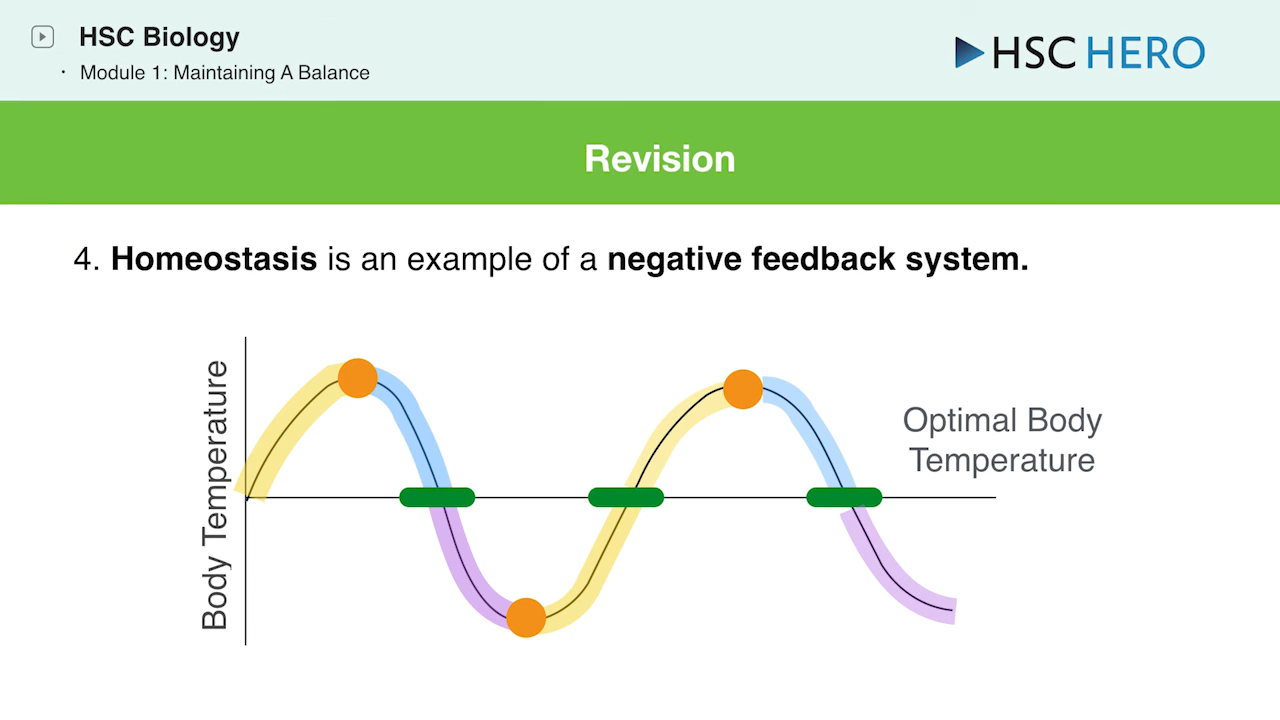 HSC Biology
· Module 1: Maintaining A Balance
HSC HERO
Revision
4. Homeostasis is an example of a negative feedback system.
Body Temperature
Optimal Body
Temperature